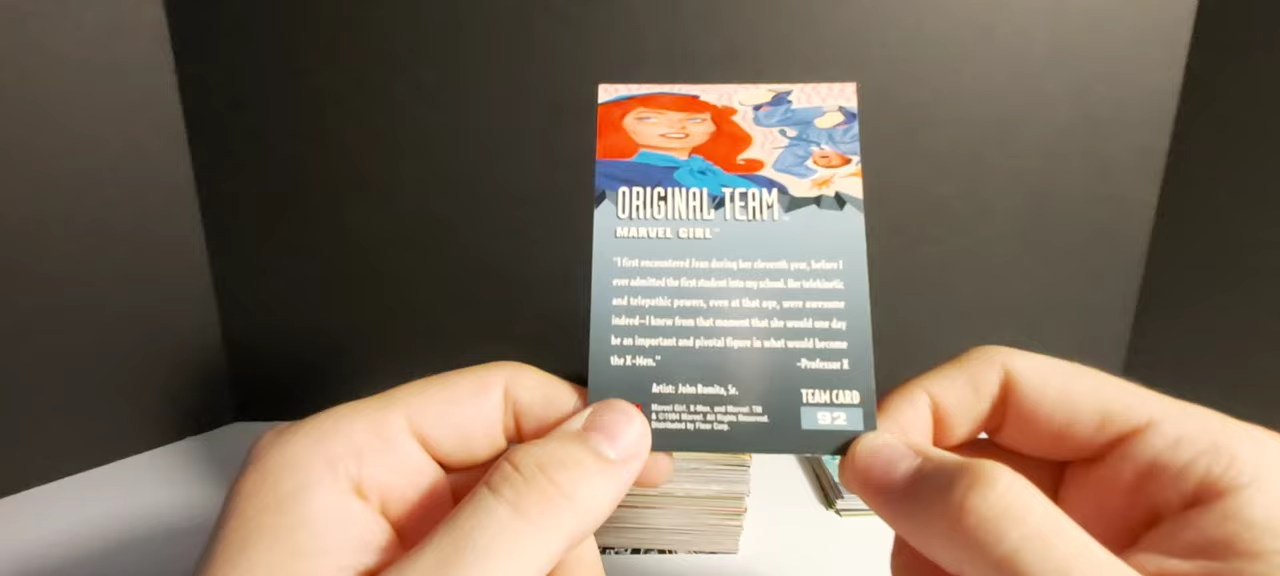 ORIGINAL TEAM™
MARVEL GIRL™
"I first encountered Jean during her eleventh year, before I
ever admitted the first student into my school. Her telekinetic
and telepathic powers, even at that age, were awesome
indeed–I knew from that moment that she would one day
be an important and pivotal figure in what would become
the X-Men." –Professor X
Artist: John Romita, Sr.
TEAM CARD
92
Marvel Girl, X-Men, and Marvel: TM
& ©1994 Marvel. All Rights Reserved.
Distributed by Fleer Corp.